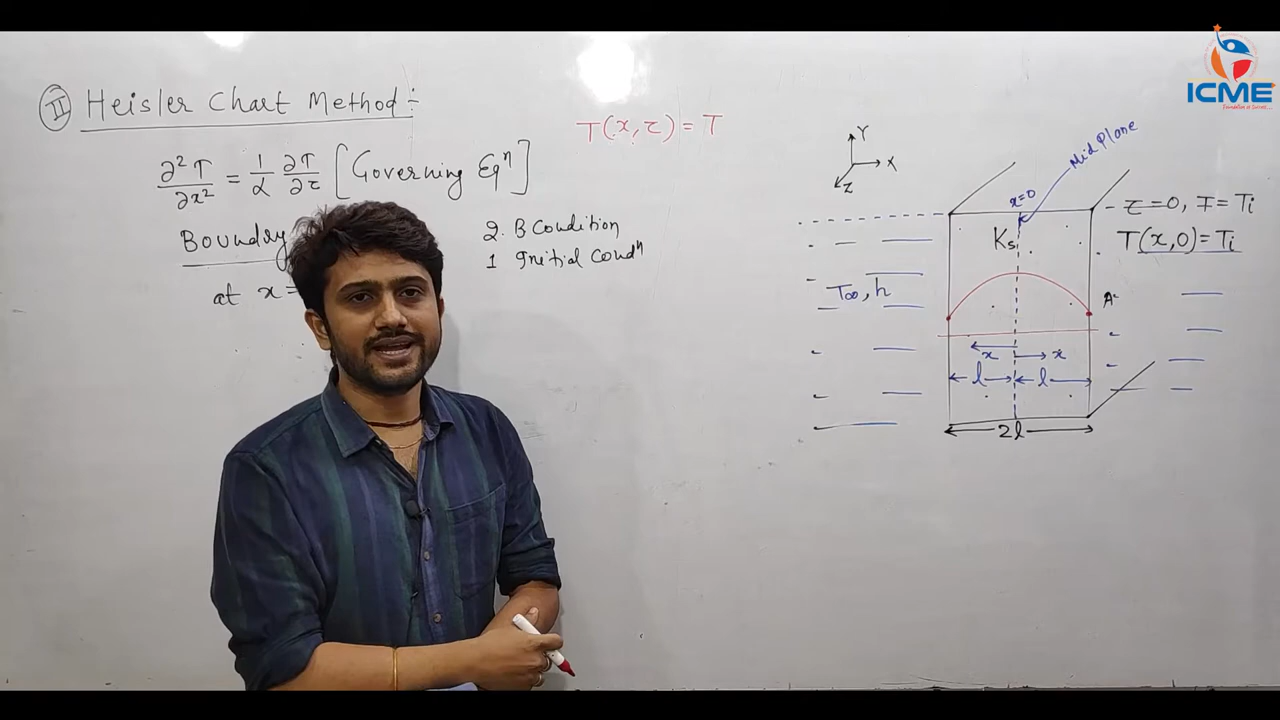 II Heisler Chart Method:-
∂²T/∂x² = 1/α ∂T/∂τ [Governing Eqⁿ]
Boundry
at x =
2. B Condition
1 Initial Condⁿ
T(x,τ) = T
Y
X
Z
Mid Plane
x=0
τ=0, T=Ti
T(x,0)=Ti
Ks
T∞, h
A
x x
l l
2l
ICME